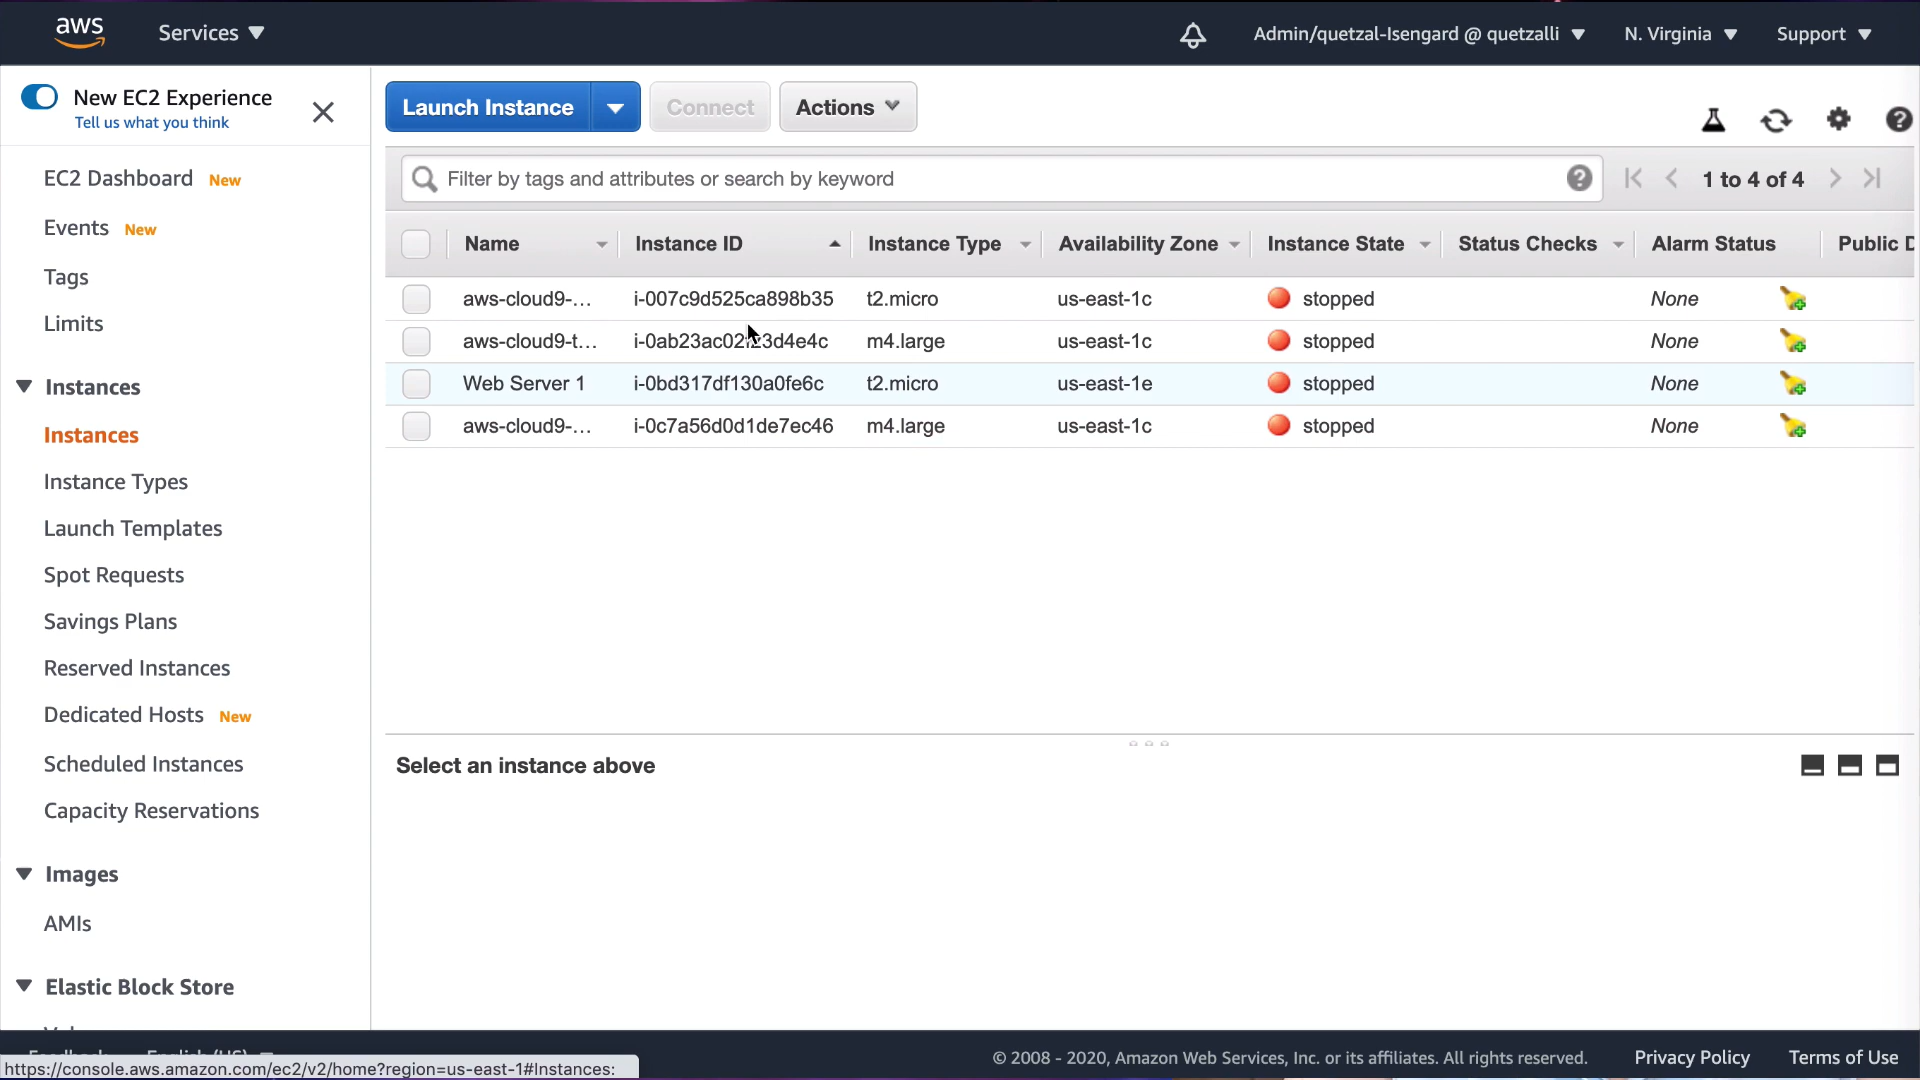 aws
Services
Admin/quetzal-Isengard @ quetzalli
N. Virginia
Support
New EC2 Experience
Tell us what you think
EC2 Dashboard New
Events New
Tags
Limits
Instances
Instances
Instance Types
Launch Templates
Spot Requests
Savings Plans
Reserved Instances
Dedicated Hosts New
Scheduled Instances
Capacity Reservations
Images
AMIs
Elastic Block Store
Launch Instance
Connect
Actions
Filter by tags and attributes or search by keyword
1 to 4 of 4
Name Instance ID Instance Type Availability Zone Instance State Status Checks Alarm Status Public
aws-cloud9-... i-007c9d525ca898b35 t2.micro us-east-1c stopped None
aws-cloud9-t... m4.large us-east-1c stopped None
Web Server 1 i-0bd317df130a0fe6c t2.micro us-east-1e stopped None
aws-cloud9-... i-0c7a56d0d1de7ec46 m4.large us-east-1c stopped None
Select an instance above
https://console.aws.amazon.com/ec2/v2/home?region=us-east-1#Instances:
© 2008 - 2020, Amazon Web Services, Inc. or its affiliates. All rights reserved.
Privacy Policy
Terms of Use